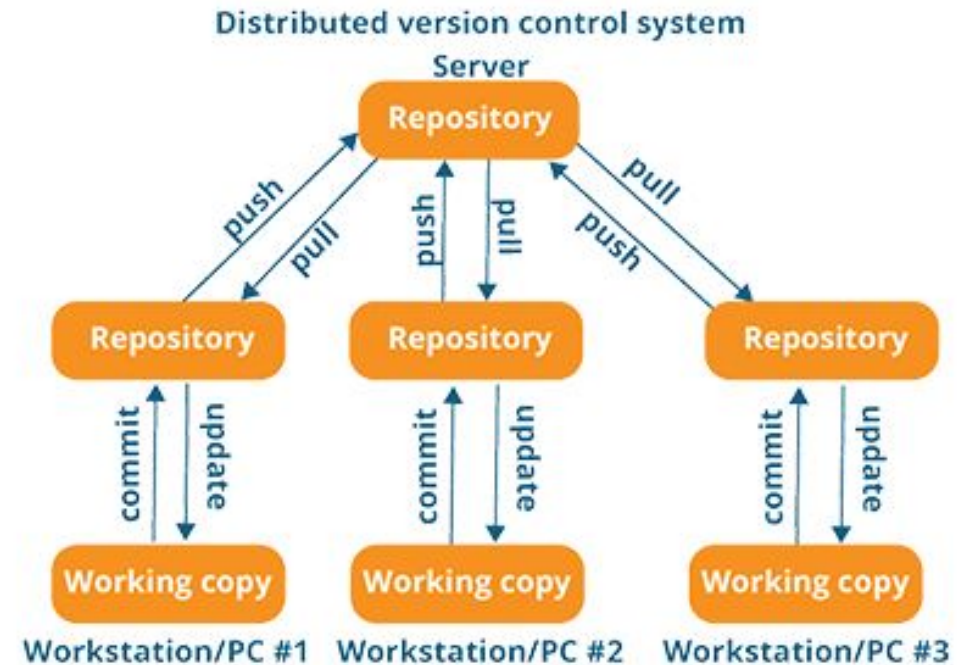 Distributed version control system
Server
Repository
push
pull
push
pull
push
pull
Repository
Repository
Repository
commit
update
commit
update
commit
update
Working copy
Working copy
Working copy
Workstation/PC #1
Workstation/PC #2
Workstation/PC #3